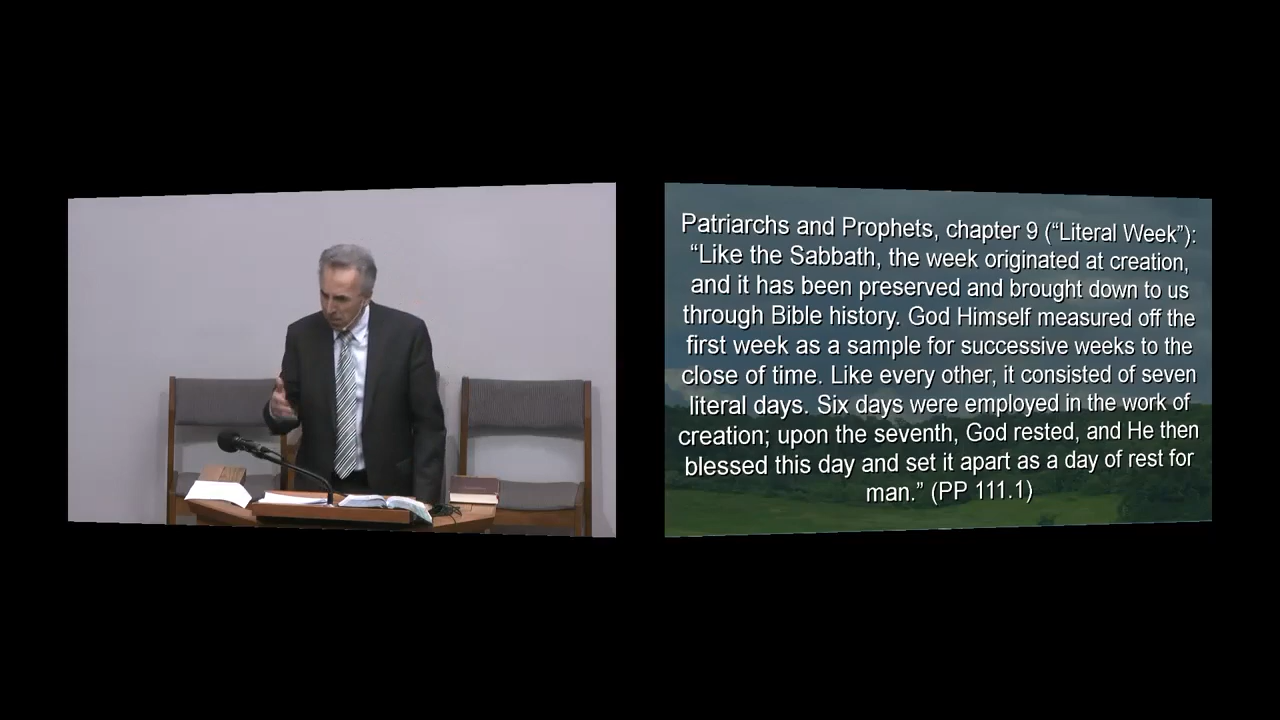 Patriarchs and Prophets, chapter 9 (“Literal Week”):
“Like the Sabbath, the week originated at creation,
and it has been preserved and brought down to us
through Bible history. God Himself measured off the
first week as a sample for successive weeks to the
close of time. Like every other, it consisted of seven
literal days. Six days were employed in the work of
creation; upon the seventh, God rested, and He then
blessed this day and set it apart as a day of rest for
man.” (PP 111.1)